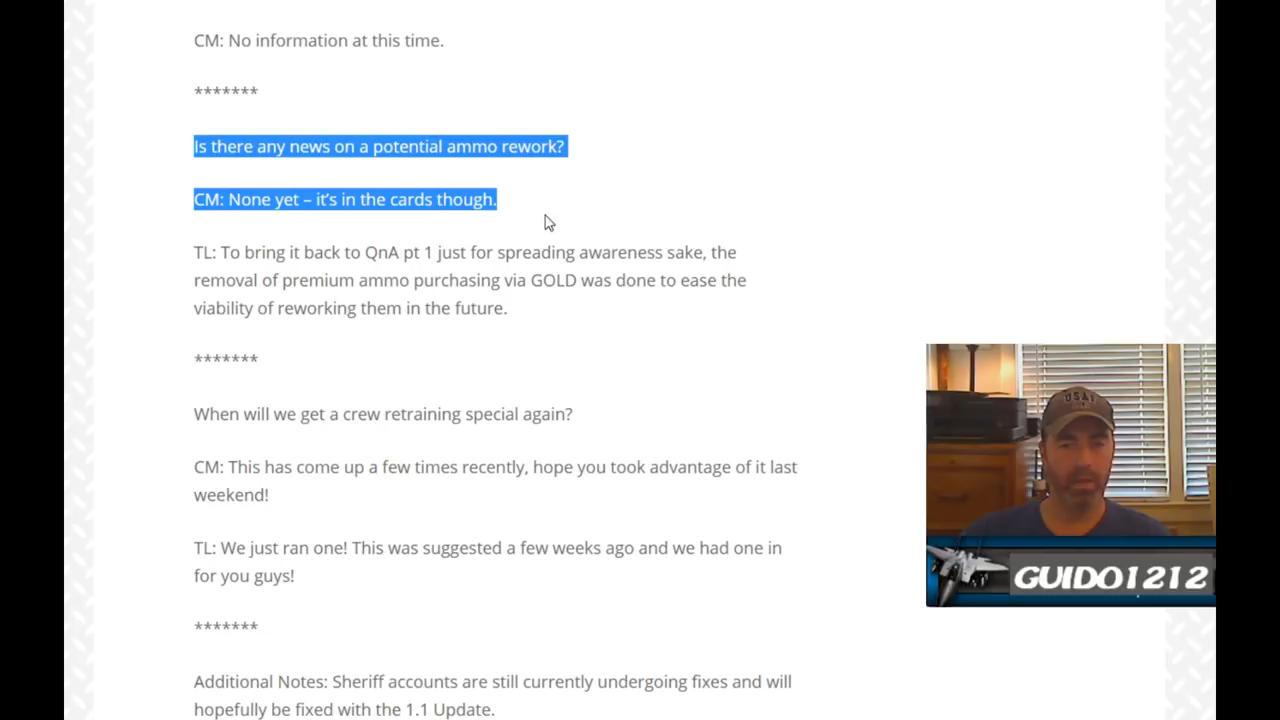 CM: No information at this time.
*******
Is there any news on a potential ammo rework?
CM: None yet – it's in the cards though.
TL: To bring it back to QnA pt 1 just for spreading awareness sake, the
removal of premium ammo purchasing via GOLD was done to ease the
viability of reworking them in the future.
*******
When will we get a crew retraining special again?
CM: This has come up a few times recently, hope you took advantage of it last
weekend!
TL: We just ran one! This was suggested a few weeks ago and we had one in
for you guys!
*******
Additional Notes: Sheriff accounts are still currently undergoing fixes and will
hopefully be fixed with the 1.1 Update.
GUIDO1212